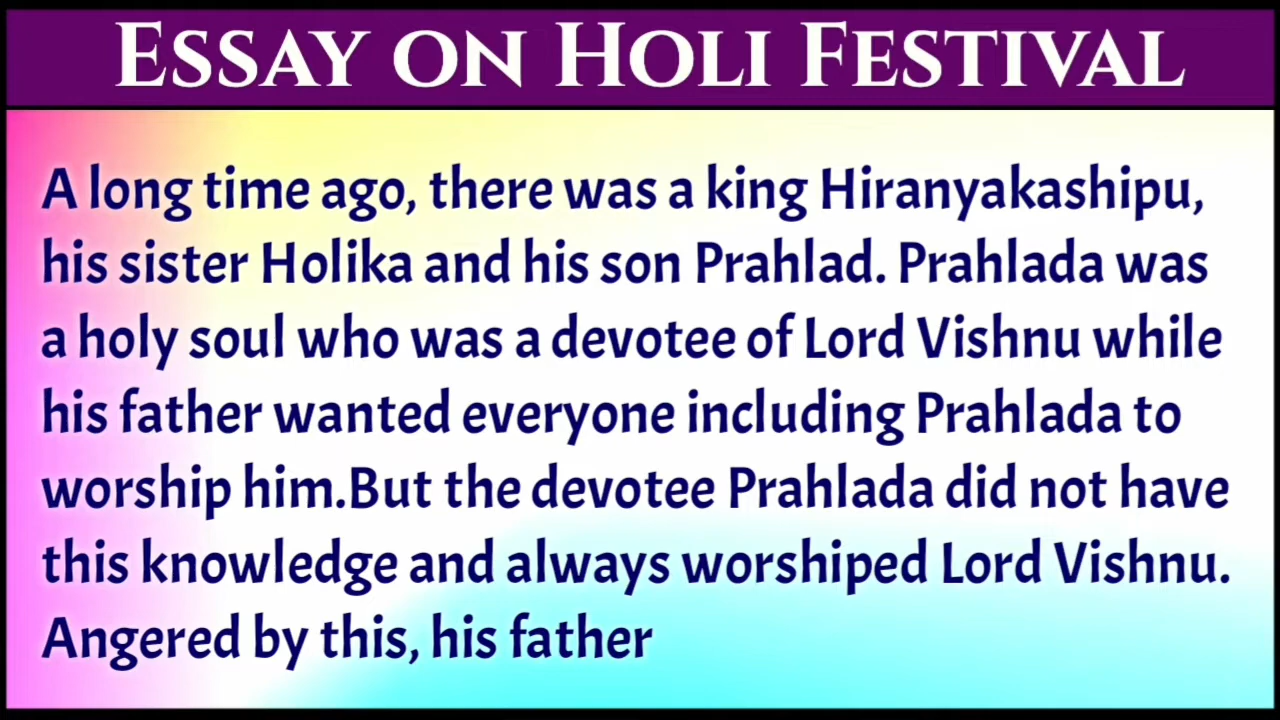 Essay on Holi Festival
A long time ago, there was a king Hiranyakashipu,
his sister Holika and his son Prahlad. Prahlada was
a holy soul who was a devotee of Lord Vishnu while
his father wanted everyone including Prahlada to
worship him.But the devotee Prahlada did not have
this knowledge and always worshiped Lord Vishnu.
Angered by this, his father